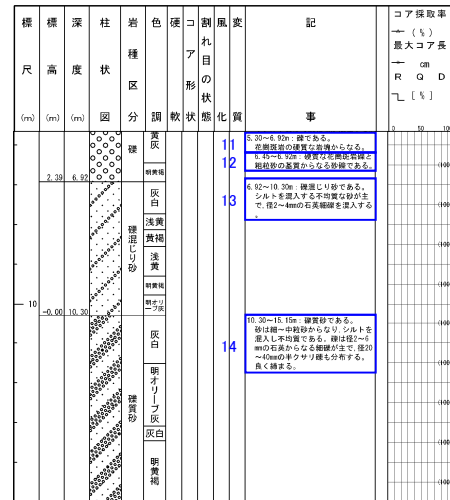 標尺(m)
標高(m)
深度(m)
柱状図
岩種区分
色調
硬軟
コア形状
割れ目の状態
風化
変質
記事
コア採取率
(%)
最大コア長
cm
R Q D
[%]
0 50 100
礫
黄灰
明黄褐
11
5.30～6.92m：礫である。
花崗斑岩の硬質な岩塊からなる。
12
6.45～6.92m：硬質な花崗斑岩礫と
粗粒砂の基質からなる砂礫である。
2.39 6.92
13
6.92～10.30m：礫混じり砂である。
シルトを混入する不均質な砂が主
で、径2～4mmの石英細礫を混入する
。
礫混じり砂
灰白
浅黄
黄褐
浅黄
明黄褐
明オリーブ灰
10
-0.00 10.30
14
10.30～15.15m：礫質砂である。
砂は細～中粒砂からなり、シルトを
混入し不均質である。礫は径2～6
mmの石英からなる細礫が主で、径20
～40mmの半クサリ礫も分布する。
良く締まる。
礫質砂
灰白
明オリーブ灰
灰白
明黄褐